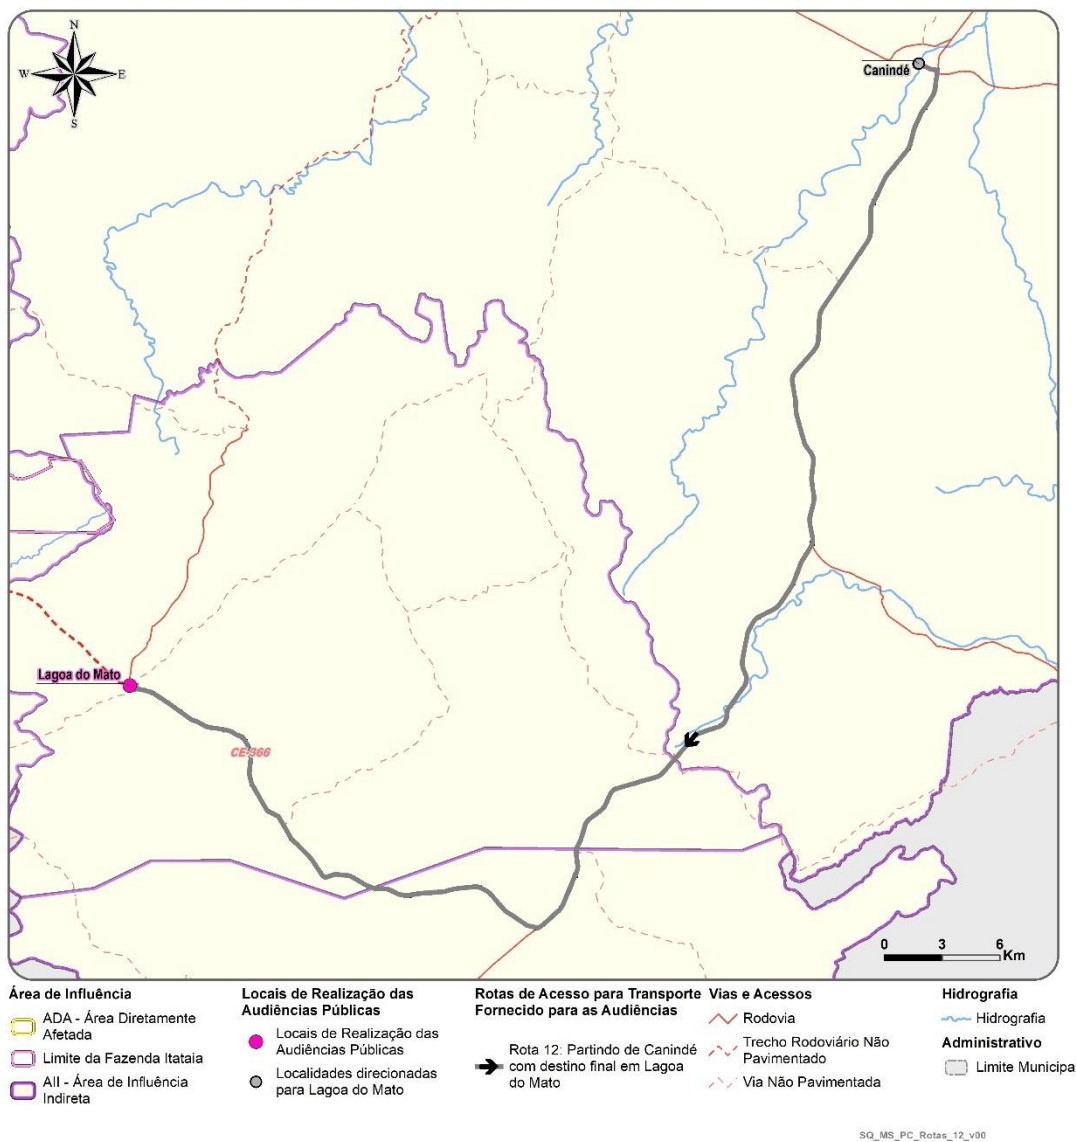 N
W
E
S
Canindé
Lagoa do Mato
CE-366
0 3 6
Km
Área de Influência
ADA - Área Diretamente
Afetada
Limite da Fazenda Itataia
AII - Área de Influência
Indireta
Locais de Realização das
Audiências Públicas
Locais de Realização das
Audiências Públicas
Localidades direcionadas
para Lagoa do Mato
Rotas de Acesso para Transporte
Fornecido para as Audiências
Rota 12: Partindo de Canindé
com destino final em Lagoa
do Mato
Vias e Acessos
Rodovia
Trecho Rodoviário Não
Pavimentado
Via Não Pavimentada
Hidrografia
Hidrografia
Administrativo
Limite Municipa
SQ_MS_PC_Rotas_12_v00